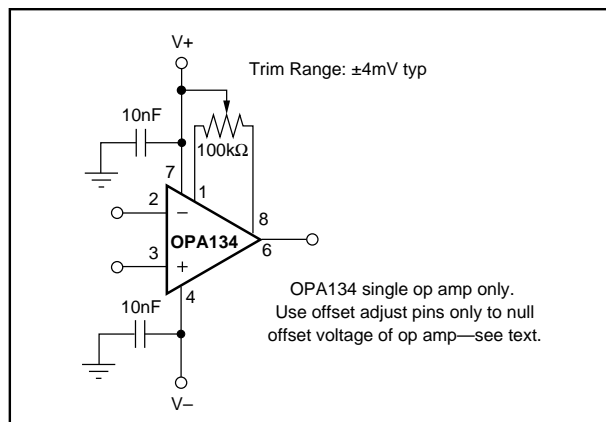 V+
Trim Range: ±4mV typ
10nF
100kΩ
7
1
2
–
8
OPA134
6
3
+
4
OPA134 single op amp only.
Use offset adjust pins only to null
offset voltage of op amp—see text.
10nF
V–